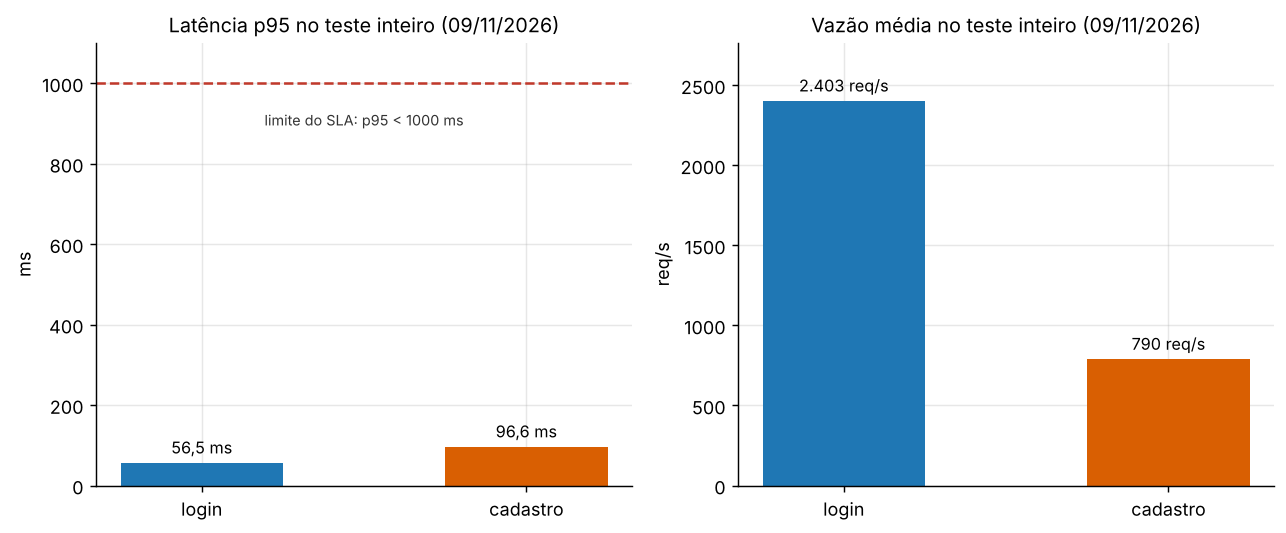 Latência p95 no teste inteiro (09/11/2026)
1000
limite do SLA: p95 < 1000 ms
800
600
ms
400
200
96,6 ms
56,5 ms
0
login
cadastro
Vazão média no teste inteiro (09/11/2026)
2500
2.403 req/s
2000
1500
req/s
1000
790 req/s
500
0
login
cadastro